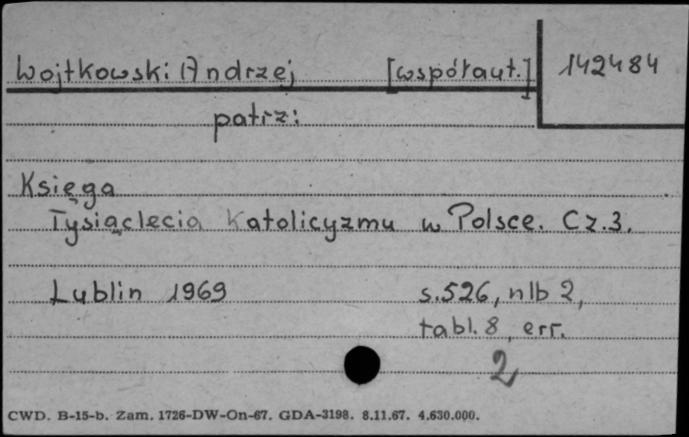 Wojtkowski Andrzej [współaut.] 142484
patrz:
Księga
Tysiąclecia Katolicyzmu w Polsce. Cz.3.
Lublin 1969 s.526, nlb 2,
tabl. 8, err.
2
CWD. B-15-b. Zam. 1726-DW-On-67. GDA-3198. 8.11.67. 4.630.000.